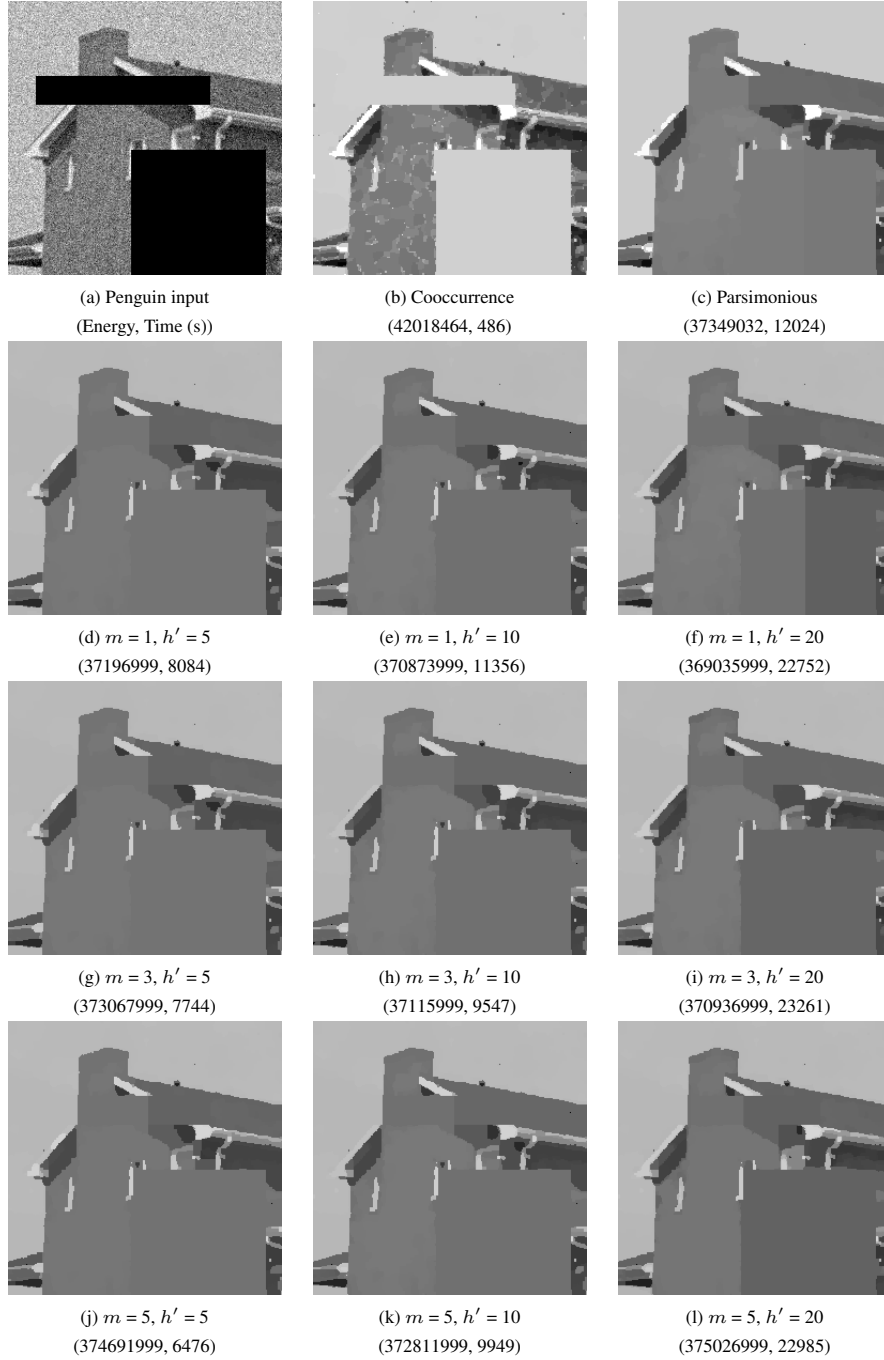 (a) Penguin input
(Energy, Time (s))
(b) Cooccurrence
(42018464, 486)
(c) Parsimonious
(37349032, 12024)
(d) m = 1, h′ = 5
(37196999, 8084)
(e) m = 1, h′ = 10
(370873999, 11356)
(f) m = 1, h′ = 20
(369035999, 22752)
(g) m = 3, h′ = 5
(373067999, 7744)
(h) m = 3, h′ = 10
(37115999, 9547)
(i) m = 3, h′ = 20
(370936999, 23261)
(j) m = 5, h′ = 5
(374691999, 6476)
(k) m = 5, h′ = 10
(372811999, 9949)
(l) m = 5, h′ = 20
(375026999, 22985)